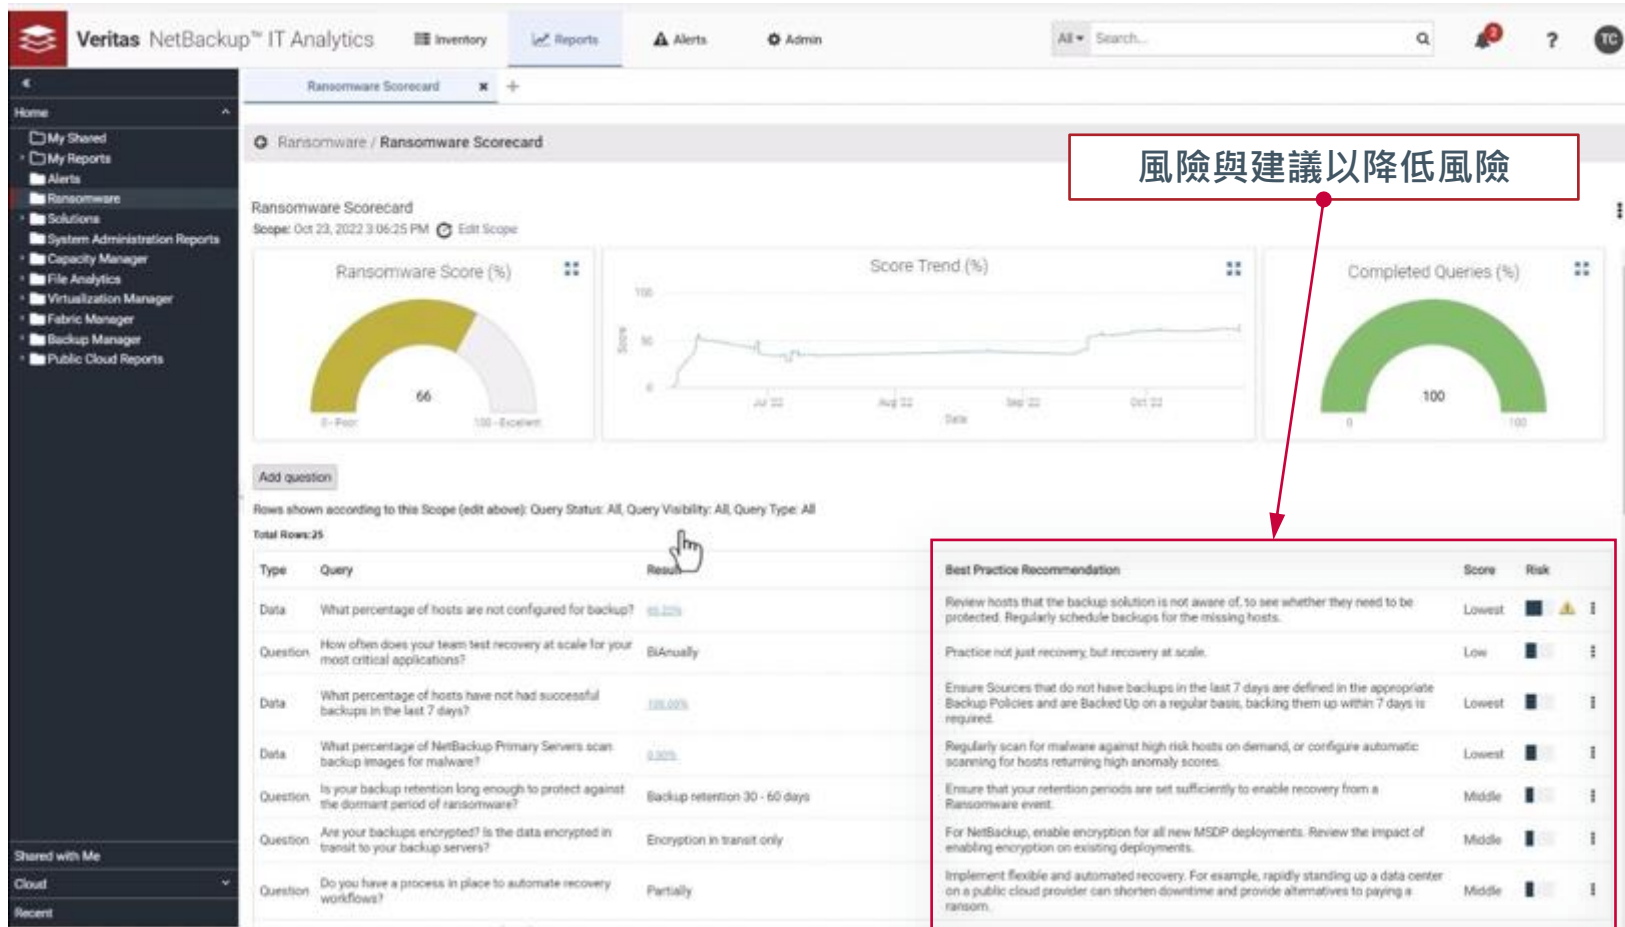 Veritas NetBackup™ IT Analytics
Inventory
Reports
Alerts
Admin
All
Search...
2
?
TC
Ransomware Scorecard
Home
My Shared
My Reports
Alerts
Ransomware
Solutions
System Administration Reports
Capacity Manager
File Analytics
Virtualization Manager
Fabric Manager
Backup Manager
Public Cloud Reports
Shared with Me
Cloud
Recent
Ransomware / Ransomware Scorecard
風險與建議以降低風險
Ransomware Scorecard
Scope: Oct 23, 2022 3:06:25 PM Edit Scope
Ransomware Score (%)
66
0 - Poor
100 - Excellent
Score Trend (%)
100
Score
50
0
Jul 22
Aug 22
Sep 22
Oct 22
Date
Completed Queries (%)
100
0
100
Add question
Rows shown according to this Scope (edit above): Query Status: All, Query Visibility: All, Query Type: All
Total Rows:25
Type Query Result Best Practice Recommendation Score Risk
Data What percentage of hosts are not configured for backup?
Review hosts that the backup solution is not aware of, to see whether they need to be
protected. Regularly schedule backups for the missing hosts.
Lowest
Question How often does your team test recovery at scale for your
most critical applications?
BiAnually
Practice not just recovery, but recovery at scale.
Low
Data What percentage of hosts have not had successful
backups in the last 7 days?
100.00%
Ensure Sources that do not have backups in the last 7 days are defined in the appropriate
Backup Policies and are Backed Up on a regular basis, backing them up within 7 days is
required.
Lowest
Data What percentage of NetBackup Primary Servers scan
backup images for malware?
0.00%
Regularly scan for malware against high risk hosts on demand, or configure automatic
scanning for hosts returning high anomaly scores.
Lowest
Question Is your backup retention long enough to protect against
the dormant period of ransomware?
Backup retention 30 - 60 days
Ensure that your retention periods are set sufficiently to enable recovery from a
Ransomware event.
Middle
Question Are your backups encrypted? Is the data encrypted in
transit to your backup servers?
Encryption in transit only
For NetBackup, enable encryption for all new MSDP deployments. Review the impact of
enabling encryption on existing deployments.
Middle
Question Do you have a process in place to automate recovery
workflows?
Partially
Implement flexible and automated recovery. For example, rapidly standing up a data center
on a public cloud provider can shorten downtime and provide alternatives to paying a
ransom.
Middle